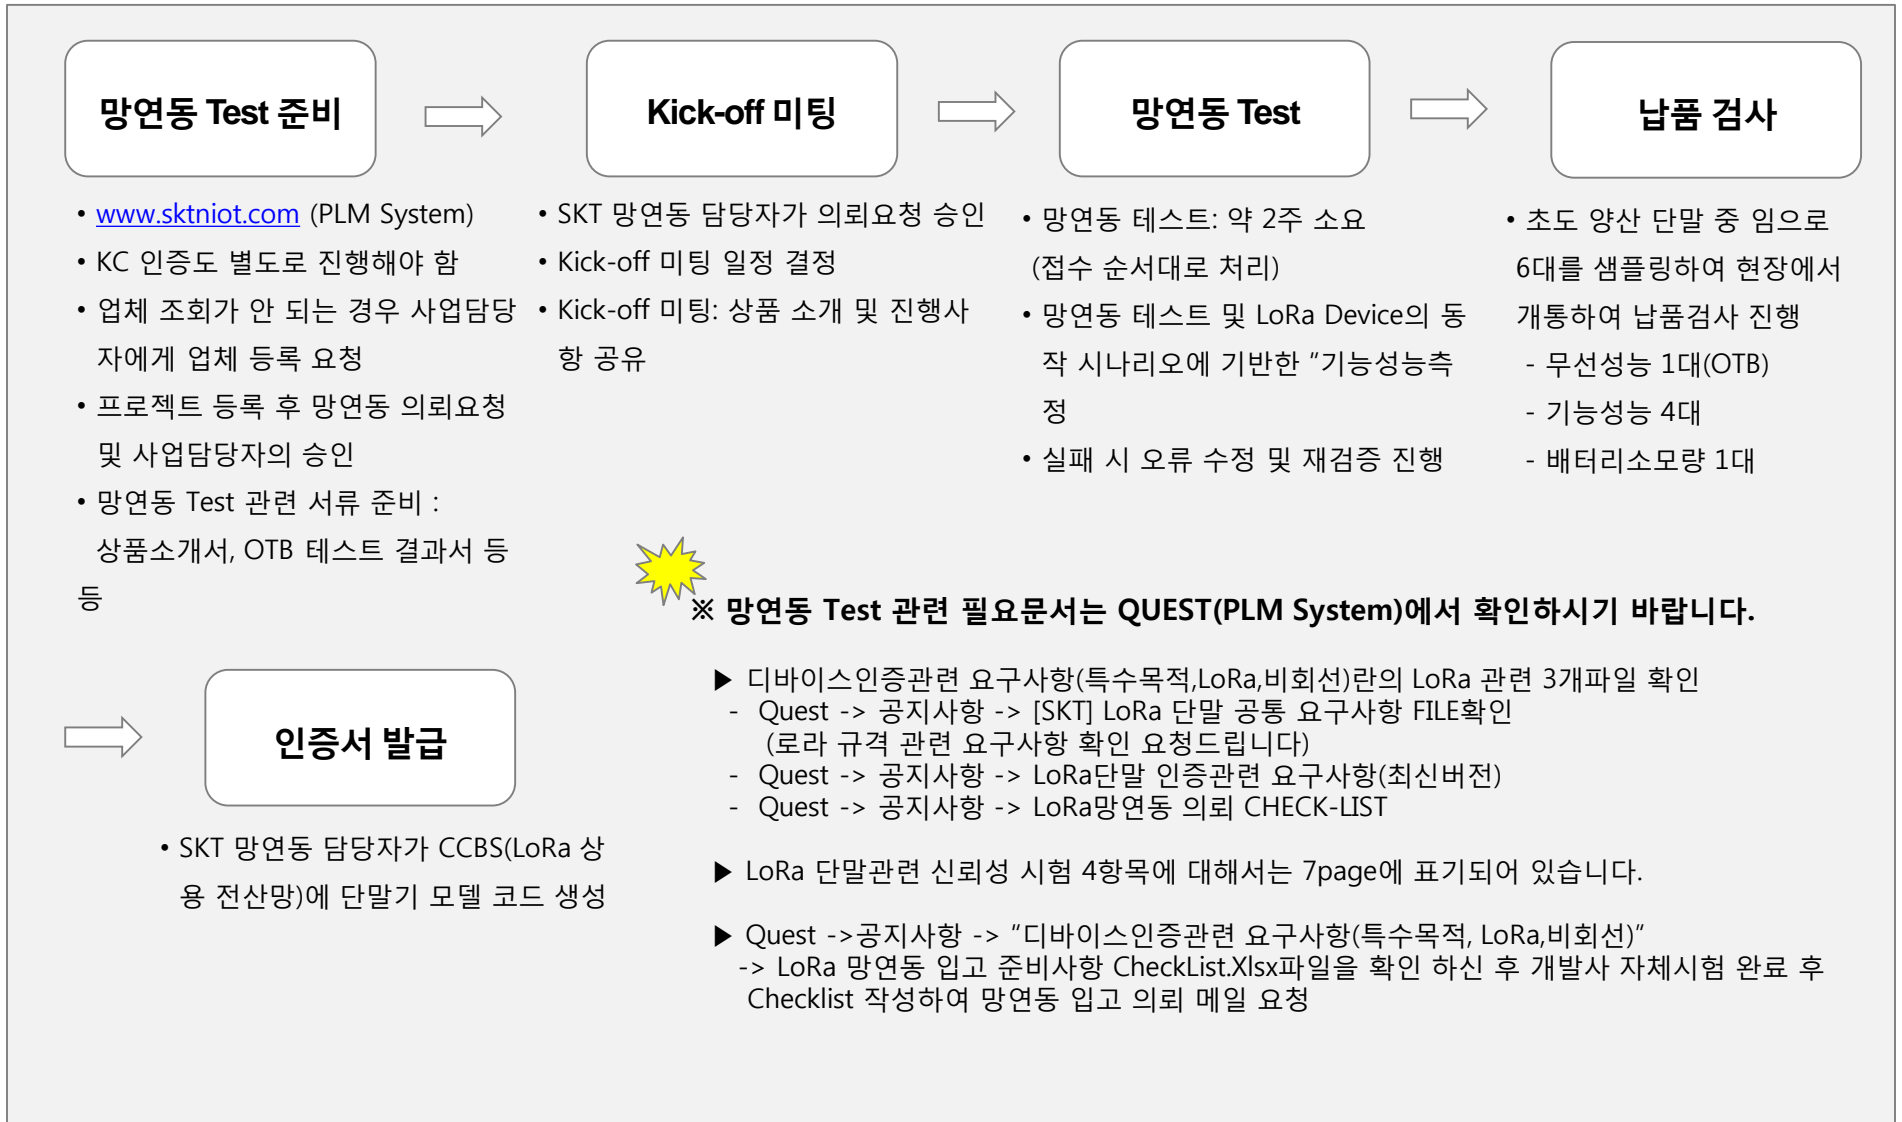 망연동 Test 준비
• www.sktniot.com (PLM System)
• KC 인증도 별도로 진행해야 함
• 업체 조회가 안 되는 경우 사업담당
자에게 업체 등록 요청
• 프로젝트 등록 후 망연동 의뢰요청
및 사업담당자의 승인
• 망연동 Test 관련 서류 준비 :
상품소개서, OTB 테스트 결과서 등
등
Kick-off 미팅
• SKT 망연동 담당자가 의뢰요청 승인
• Kick-off 미팅 일정 결정
• Kick-off 미팅: 상품 소개 및 진행사
항 공유
망연동 Test
• 망연동 테스트: 약 2주 소요
(접수 순서대로 처리)
• 망연동 테스트 및 LoRa Device의 동
작 시나리오에 기반한 “기능성능측
정
• 실패 시 오류 수정 및 재검증 진행
납품 검사
• 초도 양산 단말 중 임으로
6대를 샘플링하여 현장에서
개통하여 납품검사 진행
- 무선성능 1대(OTB)
- 기능성능 4대
- 배터리소모량 1대
인증서 발급
• SKT 망연동 담당자가 CCBS(LoRa 상
용 전산망)에 단말기 모델 코드 생성
※ 망연동 Test 관련 필요문서는 QUEST(PLM System)에서 확인하시기 바랍니다.
▶ 디바이스인증관련 요구사항(특수목적,LoRa,비회선)란의 LoRa 관련 3개파일 확인
- Quest -> 공지사항 -> [SKT] LoRa 단말 공통 요구사항 FILE확인
(로라 규격 관련 요구사항 확인 요청드립니다)
- Quest -> 공지사항 -> LoRa단말 인증관련 요구사항(최신버전)
- Quest -> 공지사항 -> LoRa망연동 의뢰 CHECK-LIST
▶ LoRa 단말관련 신뢰성 시험 4항목에 대해서는 7page에 표기되어 있습니다.
▶ Quest ->공지사항 -> “디바이스인증관련 요구사항(특수목적, LoRa,비회선)”
-> LoRa 망연동 입고 준비사항 CheckList.Xlsx파일을 확인 하신 후 개발사 자체시험 완료 후
Checklist 작성하여 망연동 입고 의뢰 메일 요청